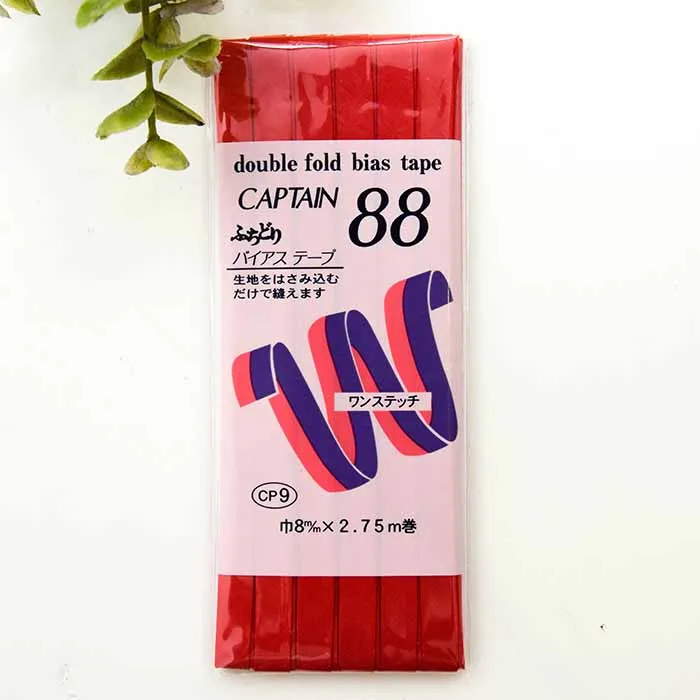 double fold bias tape
CAPTAIN 88
ふちどり
バイアス テープ
生地をはさみ込む
だけで縫えます
ワンステッチ
CP9
巾8m/m×2.75m巻